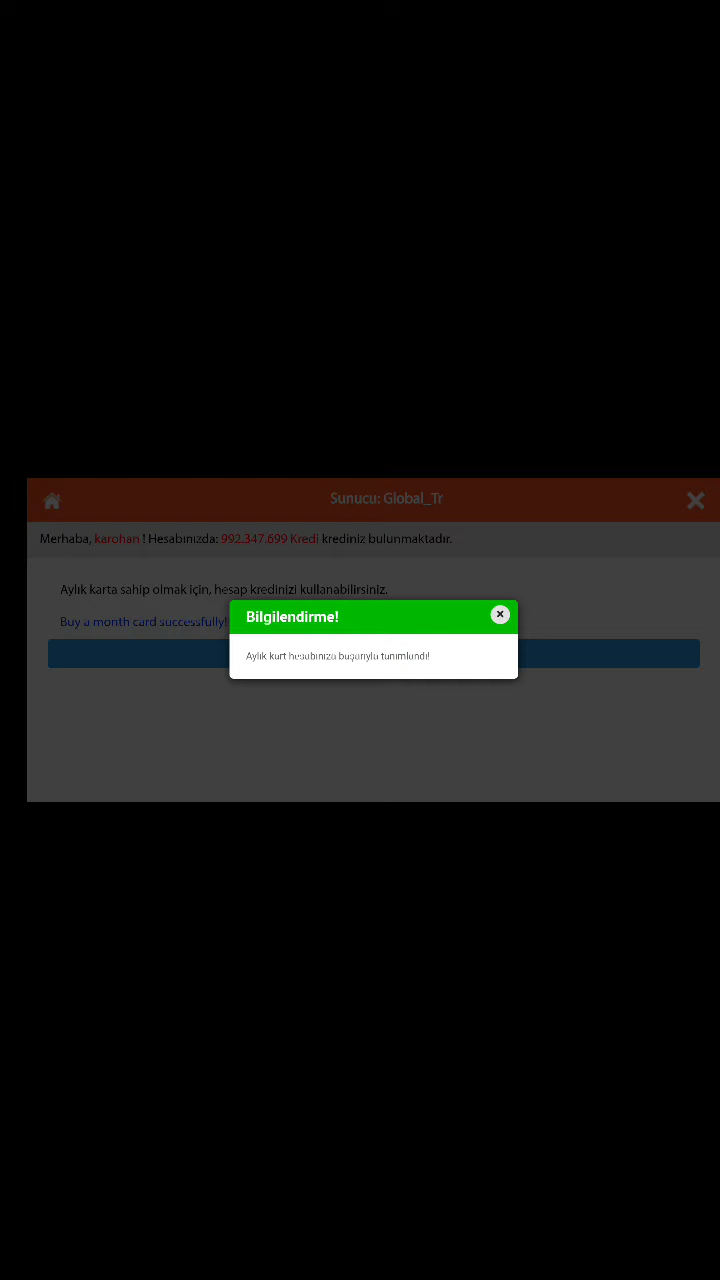 Sunucu: Global_Tr
Merhaba, karohan ! Hesabınızda: 992.347.699 Kredi krediniz bulunmaktadır.
Aylık karta sahip olmak için, hesap kredinizi kullanabilirsiniz.
Buy a month card successfully!
Bilgilendirme!
Aylık kart hesabınıza başarıyla tanımlandı!